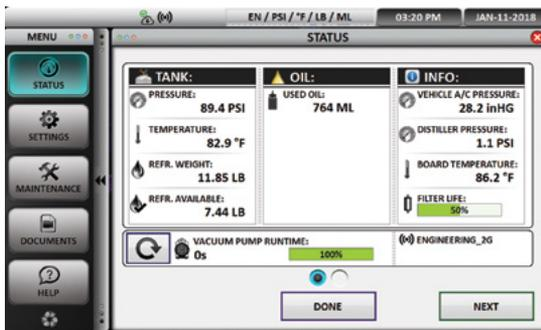 EN / PSI / °F / LB / ML
03:20 PM
JAN-11-2018
MENU
STATUS
STATUS
SETTINGS
MAINTENANCE
DOCUMENTS
HELP
TANK:
PRESSURE:
89.4 PSI
TEMPERATURE:
82.9 °F
REFR. WEIGHT:
11.85 LB
REFR. AVAILABLE:
7.44 LB
OIL:
USED OIL:
764 ML
INFO:
VEHICLE A/C PRESSURE:
28.2 inHG
DISTILLER PRESSURE:
1.1 PSI
BOARD TEMPERATURE:
86.2 °F
FILTER LIFE:
50%
VACUUM PUMP RUNTIME:
0s
100%
ENGINEERING_2G
DONE
NEXT